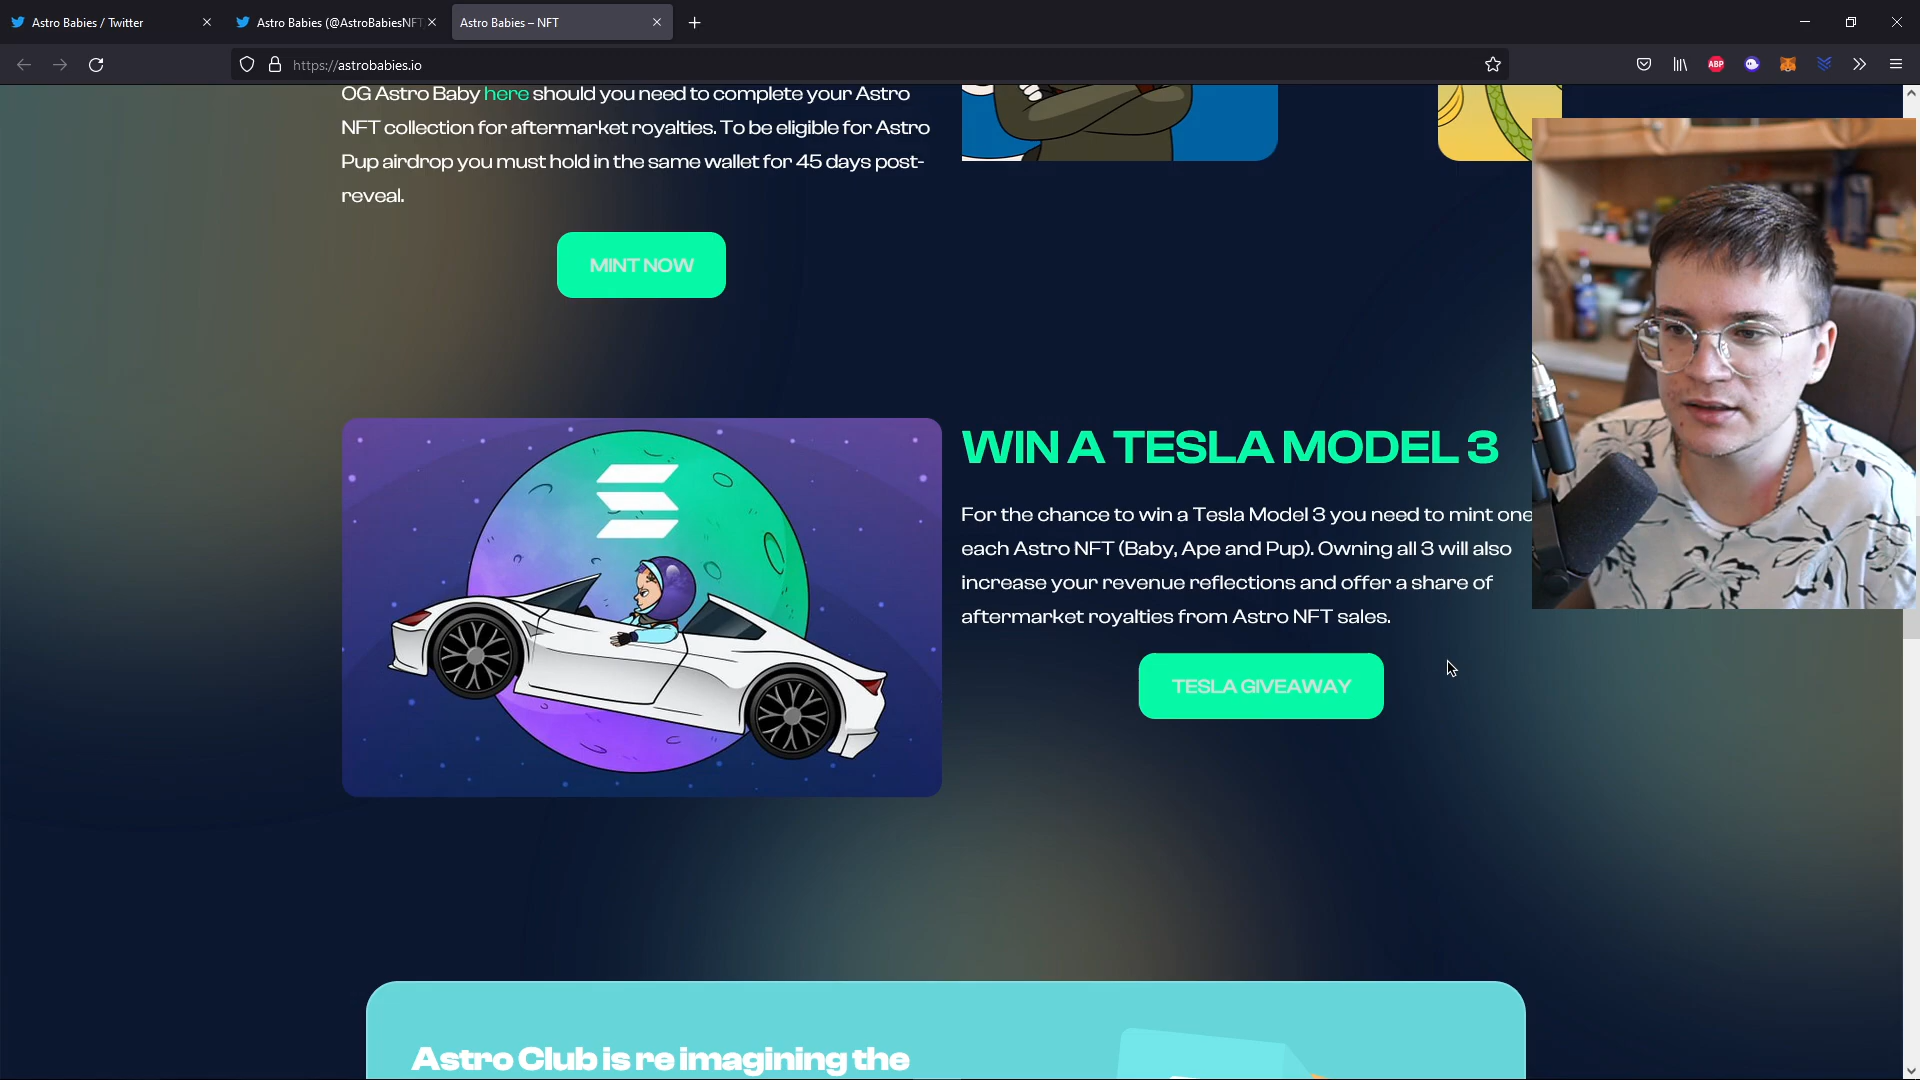 Astro Babies / Twitter
Astro Babies (@AstroBabiesNFT
Astro Babies – NFT
https://astrobabies.io
ABP
OG Astro Baby here should you need to complete your Astro
NFT collection for aftermarket royalties. To be eligible for Astro
Pup airdrop you must hold in the same wallet for 45 days post-
reveal.
MINT NOW
WIN A TESLA MODEL 3
For the chance to win a Tesla Model 3 you need to mint one
each Astro NFT (Baby, Ape and Pup). Owning all 3 will also
increase your revenue reflections and offer a share of
aftermarket royalties from Astro NFT sales.
TESLA GIVEAWAY
Astro Club is re imagining the